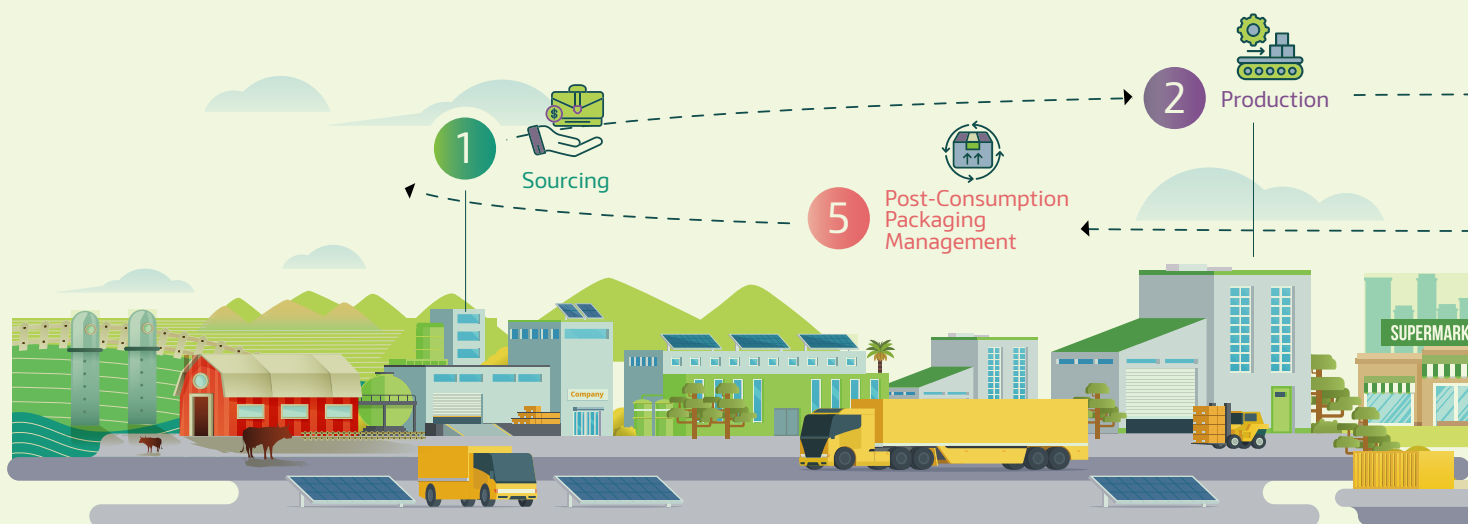 1
$
Sourcing
2
Production
5
Post-Consumption
Packaging
Management
Company
SUPERMARK